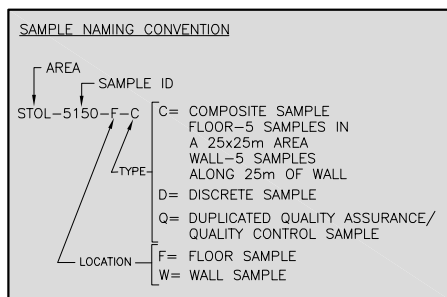 SAMPLE NAMING CONVENTION
AREA
SAMPLE ID
STOL-5150-F-C
C= COMPOSITE SAMPLE
FLOOR-5 SAMPLES IN
A 25x25m AREA
WALL-5 SAMPLES
ALONG 25m OF WALL
TYPE
D= DISCRETE SAMPLE
Q= DUPLICATED QUALITY ASSURANCE/
QUALITY CONTROL SAMPLE
LOCATION
F= FLOOR SAMPLE
W= WALL SAMPLE